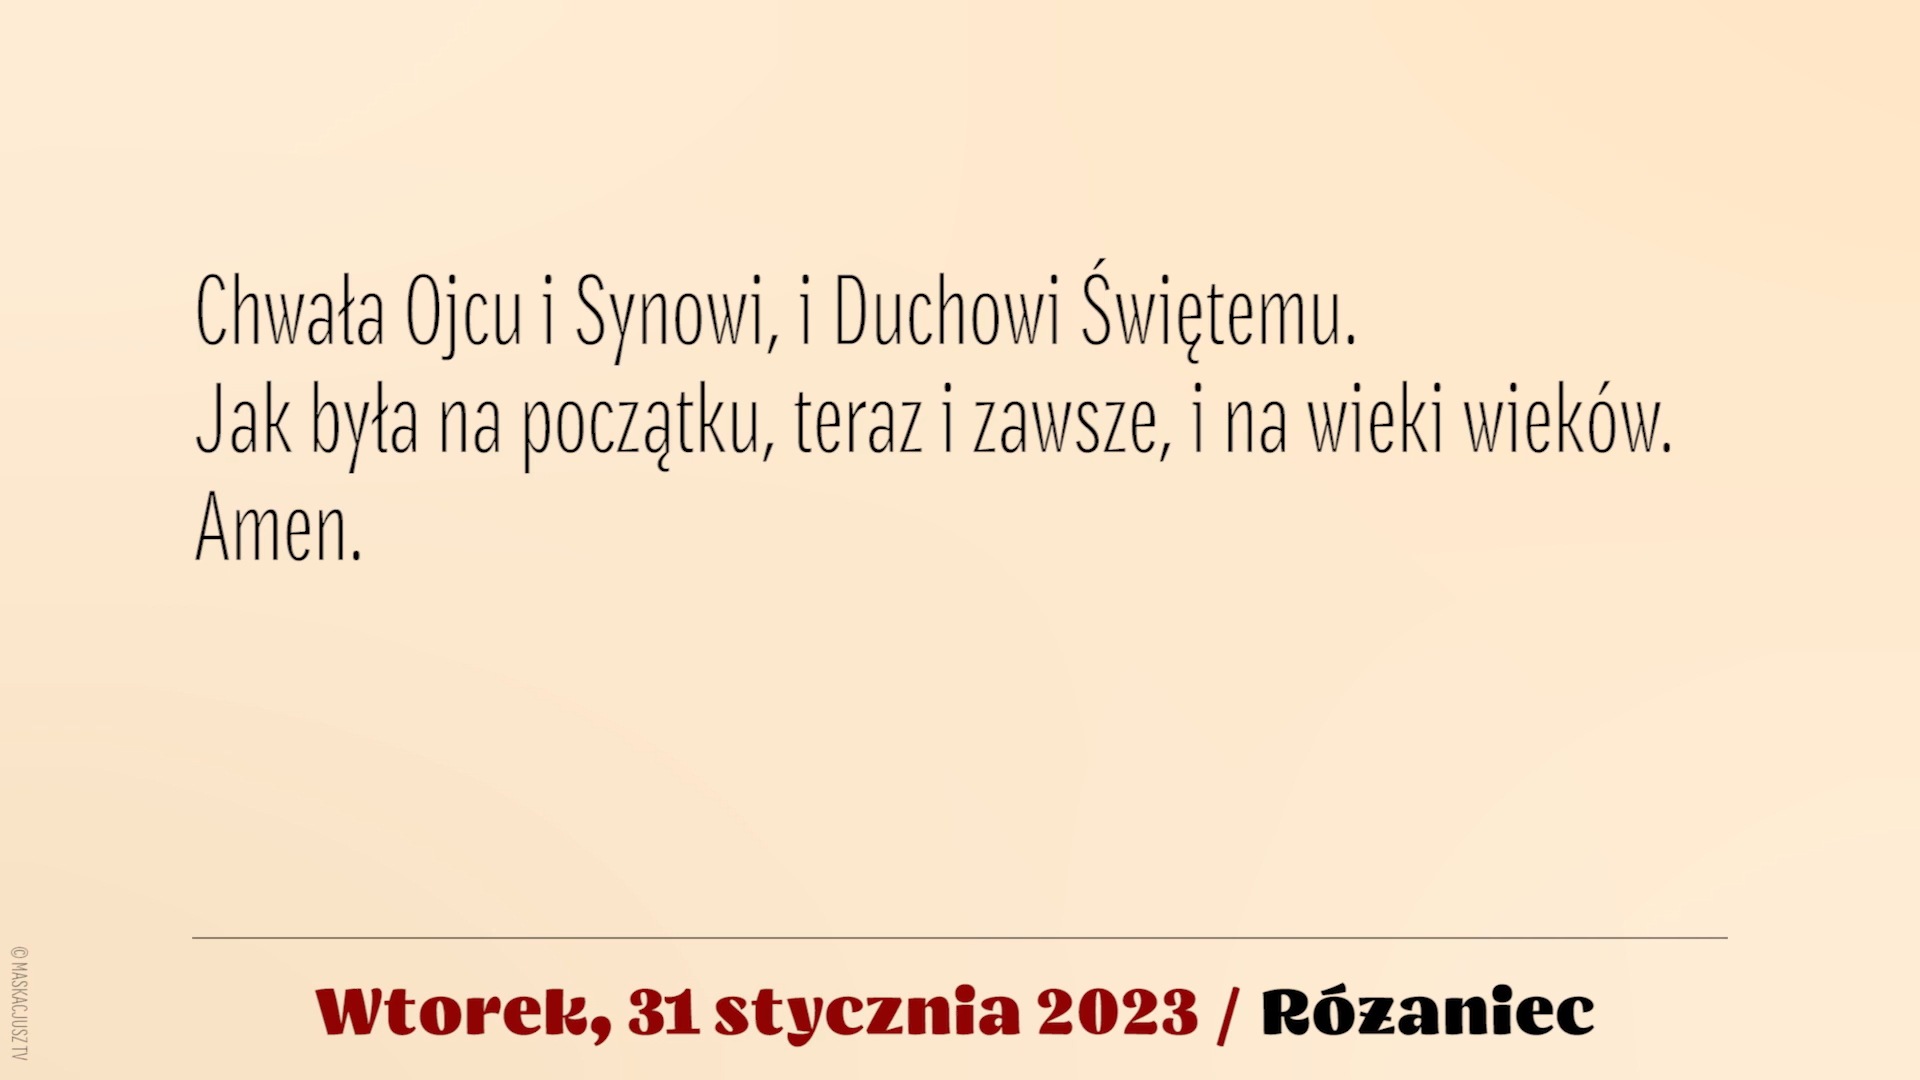 Chwała Ojcu i Synowi, i Duchowi Świętemu.
Jak była na początku, teraz i zawsze, i na wieki wieków.
Amen.
Wtorek, 31 stycznia 2023 / Różaniec
© MASKACJUSZ TV